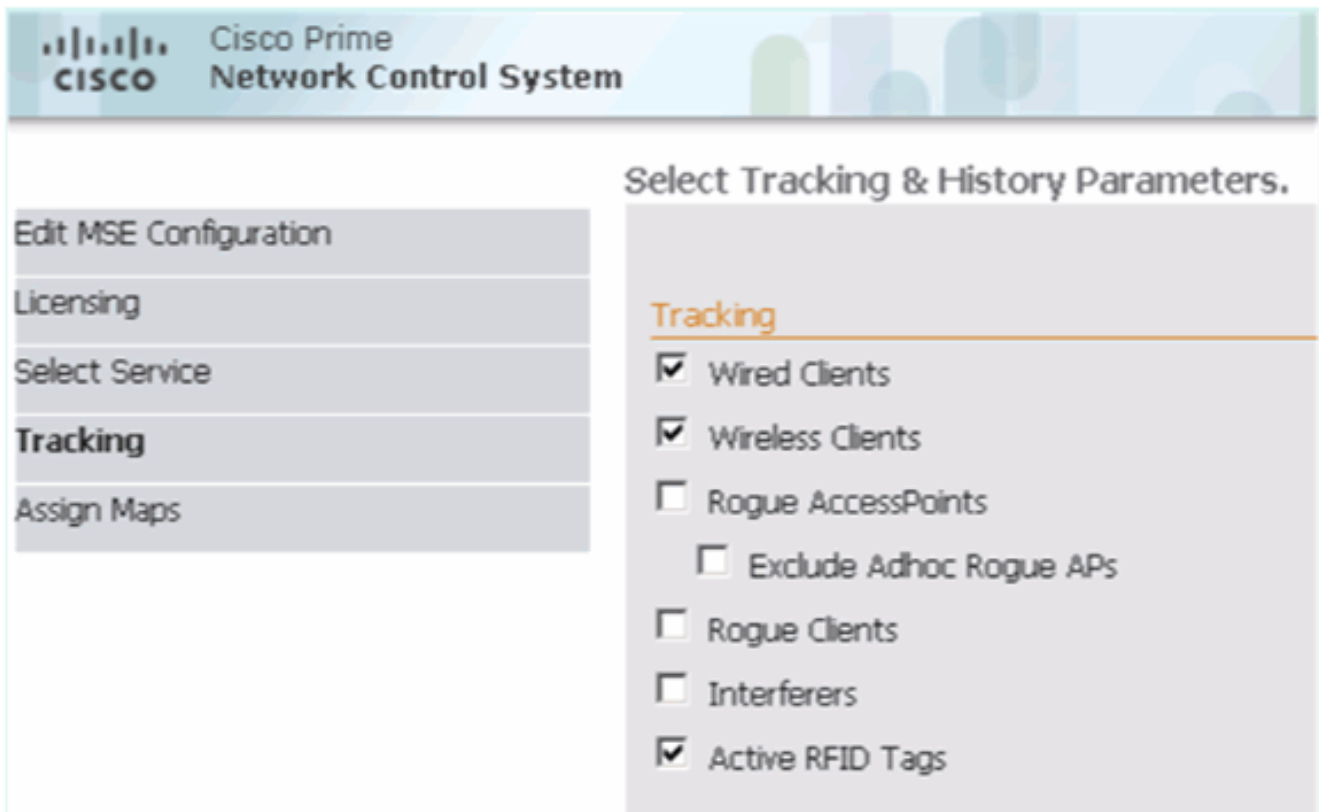 CISCO
Cisco Prime
Network Control System
Edit MSE Configuration
Licensing
Select Service
Tracking
Assign Maps
Select Tracking & History Parameters.
Tracking
Wired Clients
Wireless Clients
Rogue AccessPoints
Exclude Adhoc Rogue APs
Rogue Clients
Interferers
Active RFID Tags